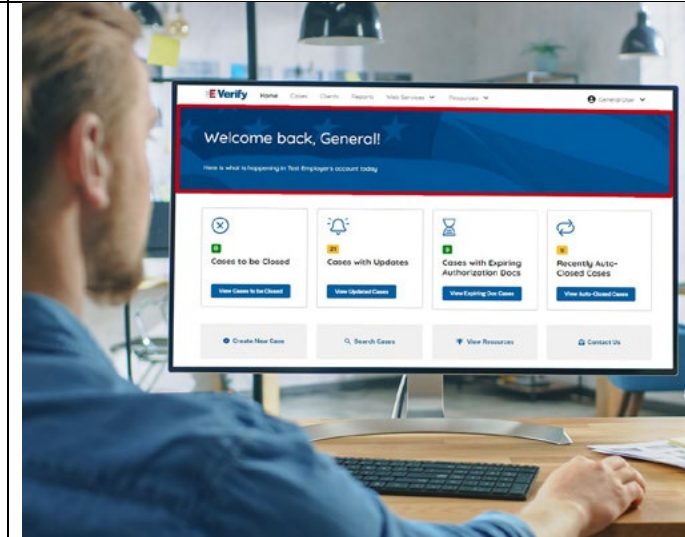 E-Verify Home Cases Clients Reports Web Services Resources General User
Welcome back, General!
Here is what is happening in Test Employer's account today
0
Cases to be Closed
View Cases to be Closed
21
Cases with Updates
View Updated Cases
Cases with Expiring
Authorization Docs
View Expiring Doc Cases
Recently Auto-
Closed Cases
View Auto-Closed Cases
Create New Case
Search Cases
View Resources
Contact Us